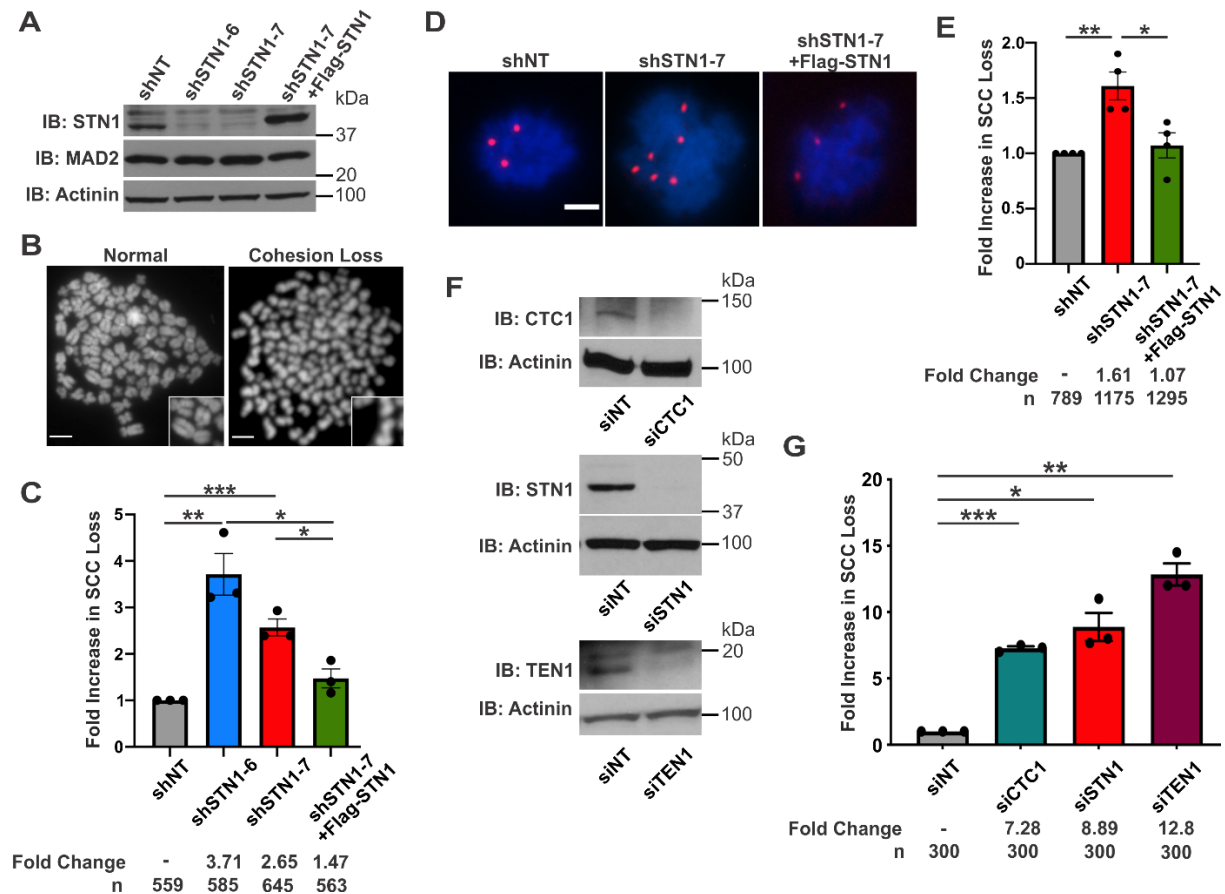 A
shNT
shSTN1-6
shSTN1-7
shSTN1-7
+Flag-STN1
kDa
IB: STN1
37
IB: MAD2
20
IB: Actinin
100
B
Normal
Cohesion Loss
C
Fold Increase in SCC Loss
5
4
3
2
1
0
***
**
*
*
shNT
shSTN1-6
shSTN1-7
shSTN1-7
+Flag-STN1
Fold Change - 3.71 2.65 1.47
n 559 585 645 563
D
shNT
shSTN1-7
shSTN1-7
+Flag-STN1
E
Fold Increase in SCC Loss
2.0
1.5
1.0
0.5
0.0
**
*
shNT
shSTN1-7
shSTN1-7
+Flag-STN1
Fold Change - 1.61 1.07
n 789 1175 1295
F
kDa
150
IB: CTC1
IB: Actinin
100
siNT
siCTC1
kDa
50
IB: STN1
37
IB: Actinin
100
siNT
siSTN1
kDa
20
IB: TEN1
IB: Actinin
100
siNT
siTEN1
G
Fold Increase in SCC Loss
20
15
10
5
0
**
*
***
siNT
siCTC1
siSTN1
siTEN1
Fold Change - 7.28 8.89 12.8
n 300 300 300 300